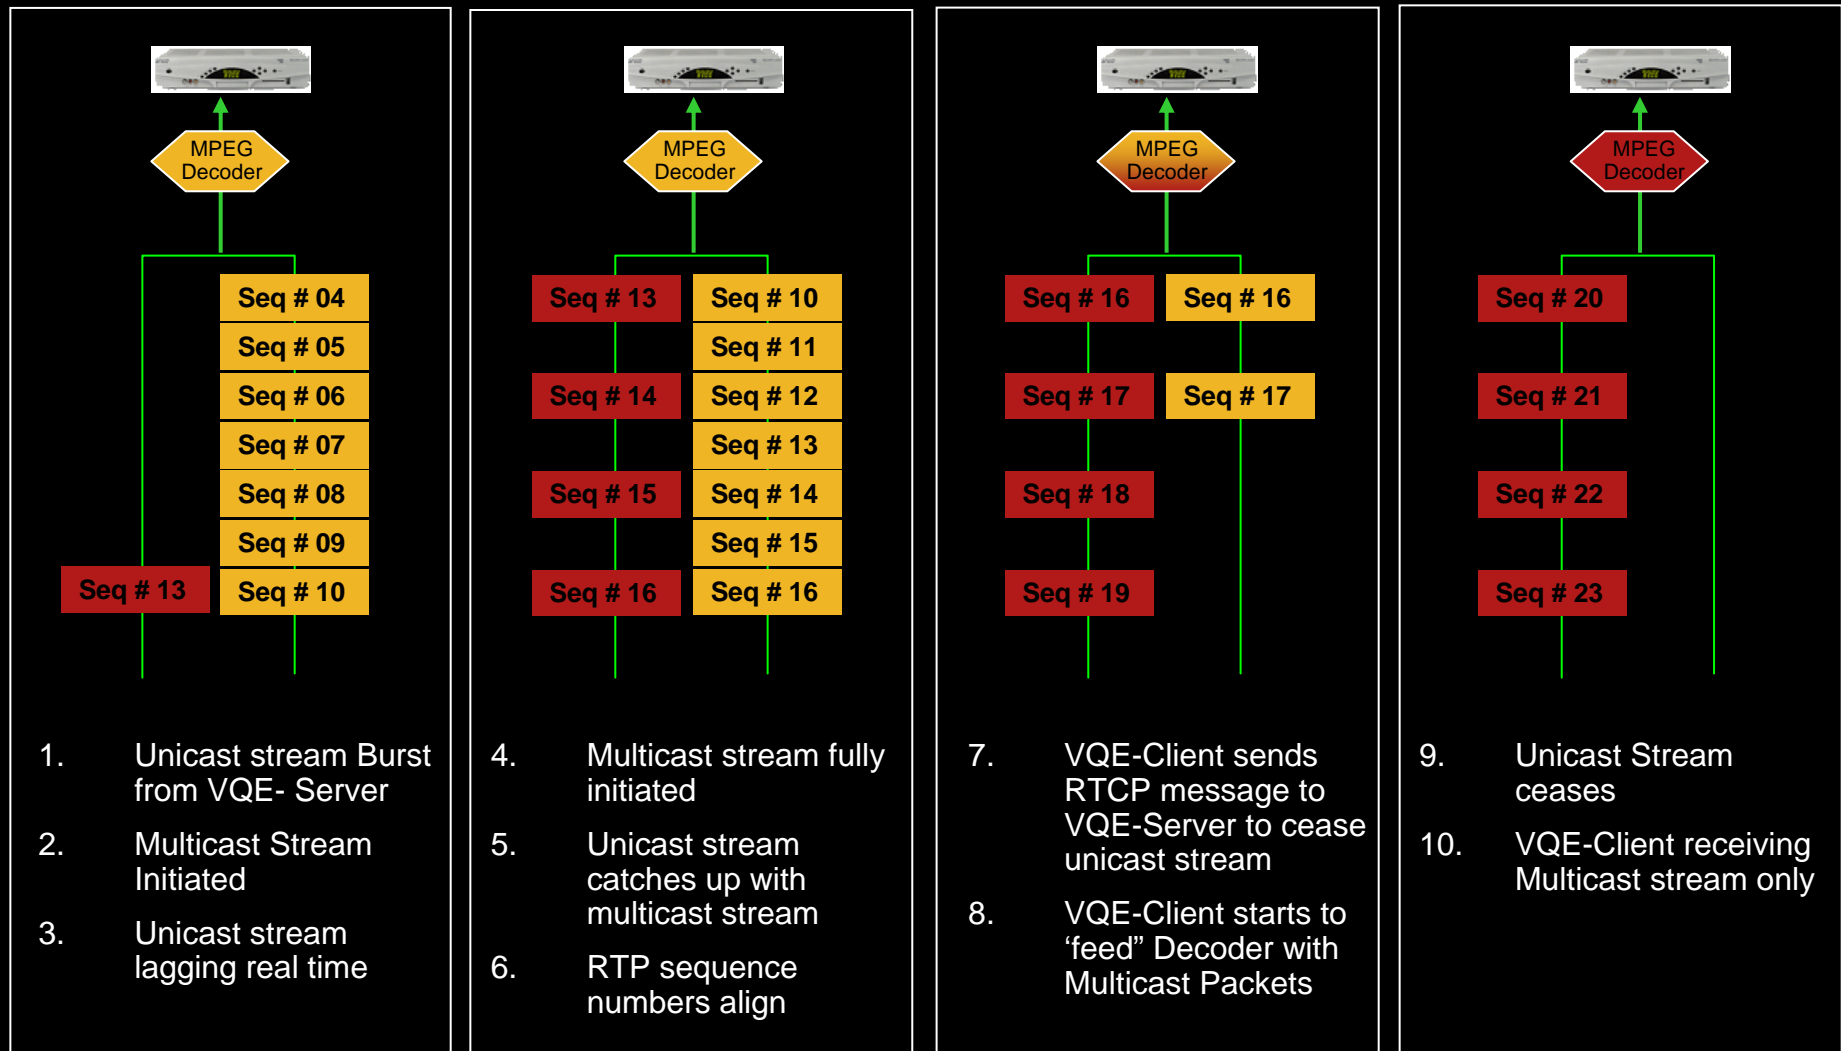 MPEG
Decoder
Seq # 04
Seq # 05
Seq # 06
Seq # 07
Seq # 08
Seq # 09
Seq # 13
Seq # 10
1. Unicast stream Burst
from VQE- Server
2. Multicast Stream
Initiated
3. Unicast stream
lagging real time
MPEG
Decoder
Seq # 13 Seq # 10
Seq # 11
Seq # 14 Seq # 12
Seq # 13
Seq # 15 Seq # 14
Seq # 15
Seq # 16 Seq # 16
4. Multicast stream fully
initiated
5. Unicast stream
catches up with
multicast stream
6. RTP sequence
numbers align
MPEG
Decoder
Seq # 16 Seq # 16
Seq # 17 Seq # 17
Seq # 18
Seq # 19
7. VQE-Client sends
RTCP message to
VQE-Server to cease
unicast stream
8. VQE-Client starts to
‘feed” Decoder with
Multicast Packets
MPEG
Decoder
Seq # 20
Seq # 21
Seq # 22
Seq # 23
9. Unicast Stream
ceases
10. VQE-Client receiving
Multicast stream only